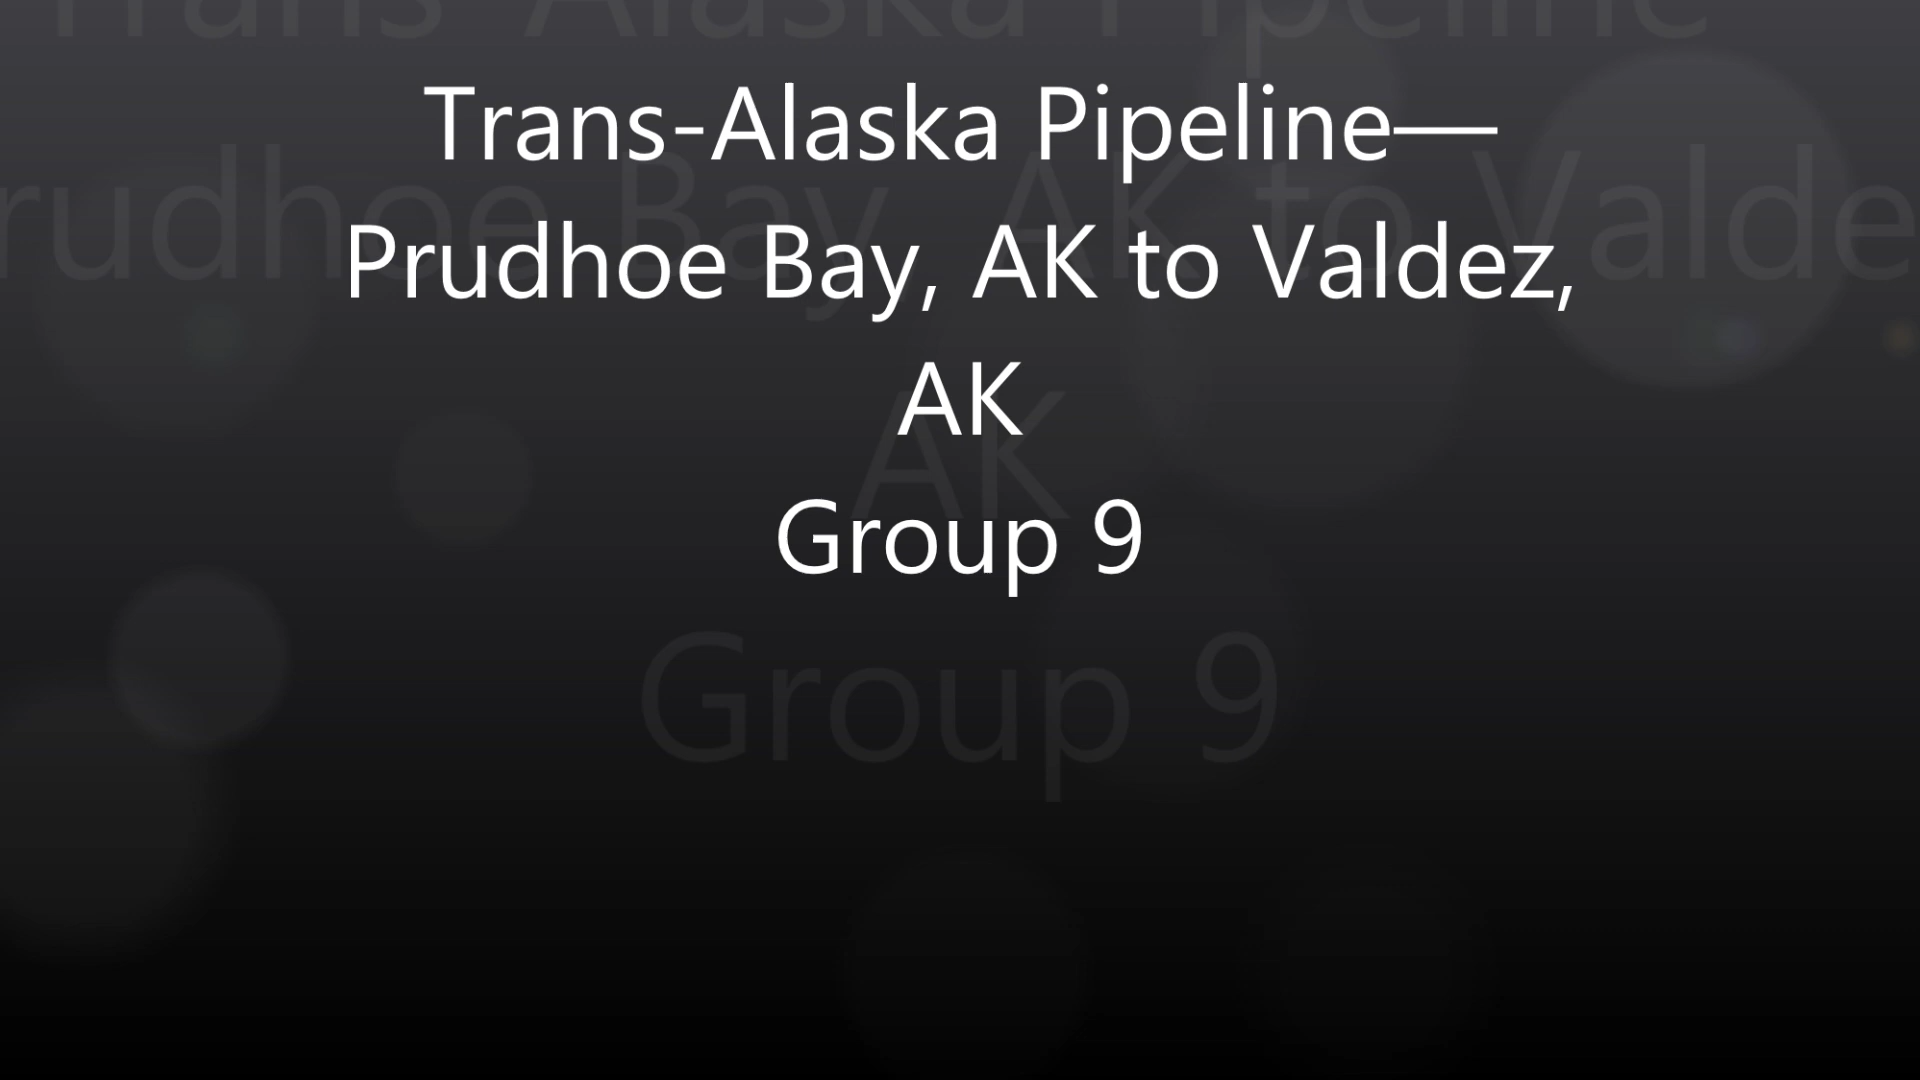 Trans-Alaska Pipeline—
Prudhoe Bay, AK to Valdez,
AK
Group 9